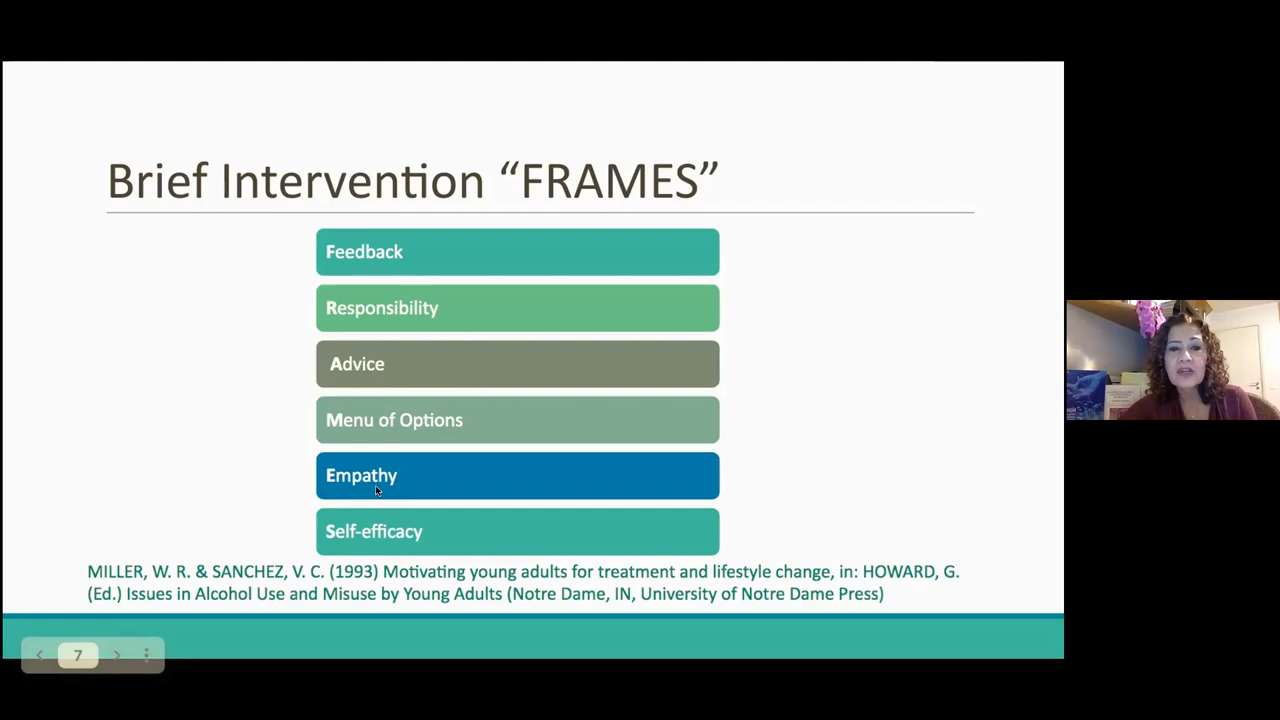 Brief Intervention “FRAMES”
Feedback
Responsibility
Advice
Menu of Options
Empathy
Self-efficacy
MILLER, W. R. & SANCHEZ, V. C. (1993) Motivating young adults for treatment and lifestyle change, in: HOWARD, G.
(Ed.) Issues in Alcohol Use and Misuse by Young Adults (Notre Dame, IN, University of Notre Dame Press)
7